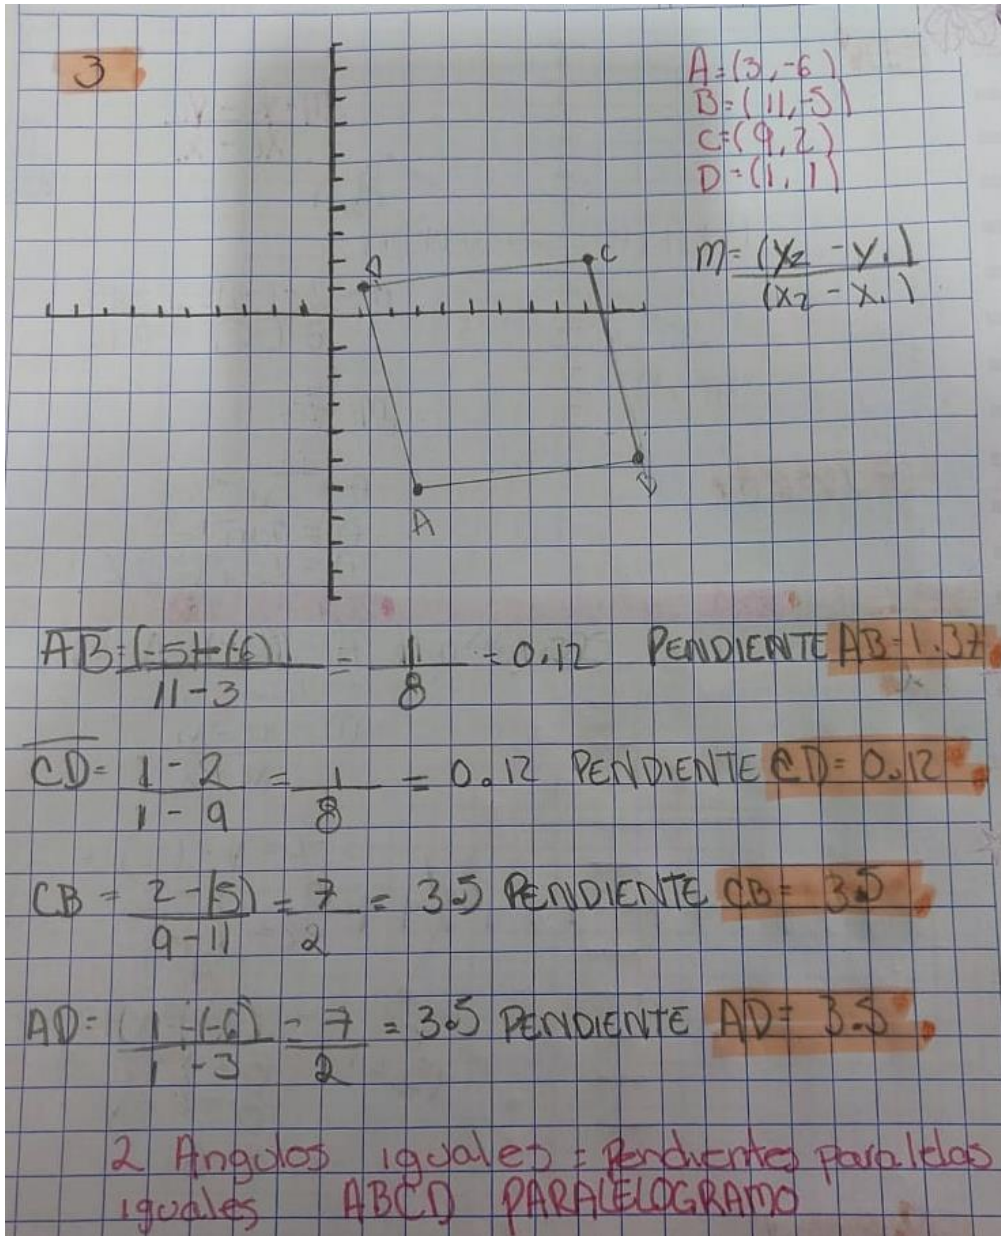 3
A=(3,-6)
B=(11,-5)
C=(9,2)
D=(1,1)
m=(y2 - y1)
(x2 - x1)
D
C
B
A
AB=(-5)-(-6) = 1 = 0.12 PENDIENTE AB=1.37
11-3 8
CD= 1-2 = 1 = 0.12 PENDIENTE CD= 0.12
1-9 8
CB = 2-(5) = 7 = 3.5 PENDIENTE CB= 3.5
9-11 2
AD= 1-(-6) = 7 = 3.5 PENDIENTE AD= 3.5
1-3 2
2 Angulos iguales = Pendientes paralelas
iguales ABCD PARALELOGRAMO